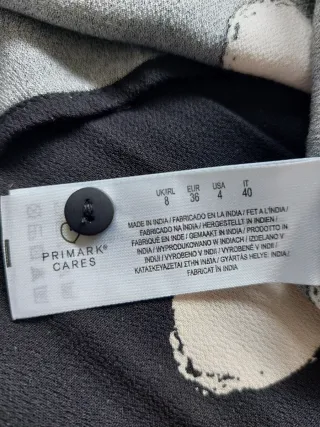 UK/IRL EUR USA IT
8 36 4 40
PRIMARK®
CARES
MADE IN INDIA / FABRICADO EN LA INDIA / FET A L'ÍNDIA /
FABRICADO NA ÍNDIA / HERGESTELLT IN INDIEN /
FABRIQUÉ EN INDE / GEMAAKT IN INDIA / PRODOTTO IN
INDIA / WYPRODUKOWANO W INDIACH / IZDELANO V
INDIJI / VYROBENO V INDII / VYROBENÉ V INDII /
ΚΑΤΑΣΚΕΥΑΖΕΤΑΙ ΣΤΗΝ ΙΝΔΙΑ / GYÁRTÁS HELYE: INDIA /
FABRICAT ÎN INDIA